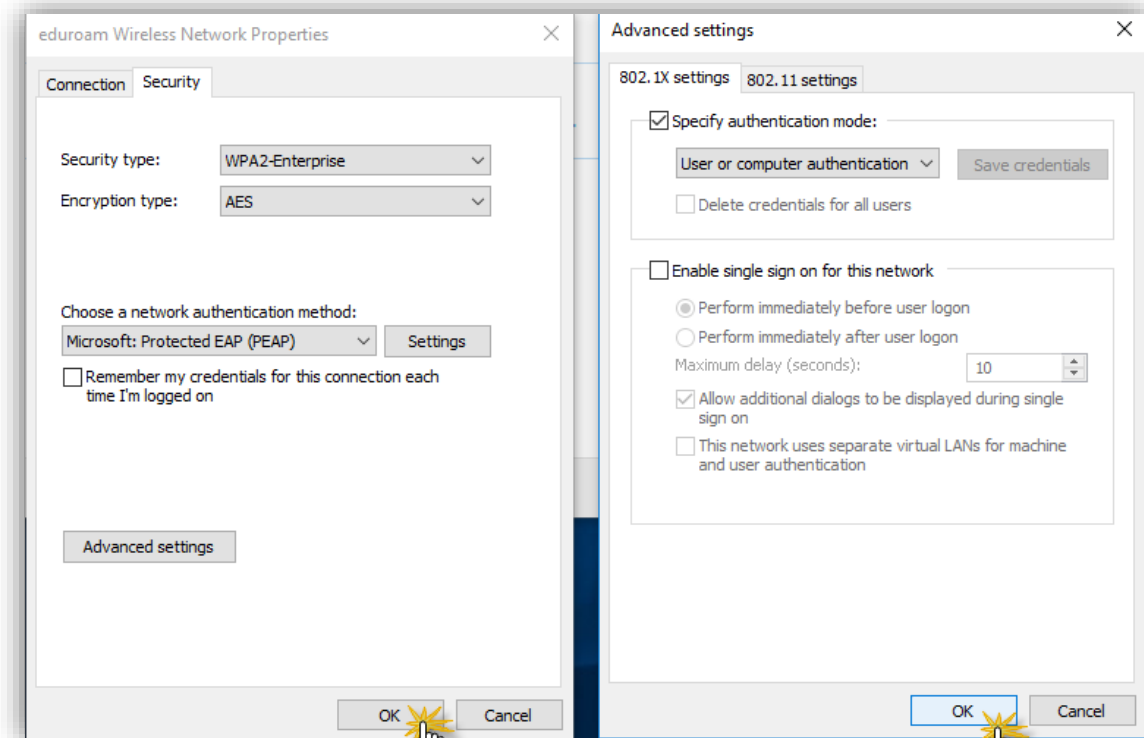 eduroam Wireless Network Properties
Connection
Security
Security type:
WPA2-Enterprise
Encryption type:
AES
Choose a network authentication method:
Microsoft: Protected EAP (PEAP)
Settings
Remember my credentials for this connection each
time I'm logged on
Advanced settings
OK
Cancel
Advanced settings
802.1X settings
802.11 settings
Specify authentication mode:
User or computer authentication
Save credentials
Delete credentials for all users
Enable single sign on for this network
Perform immediately before user logon
Perform immediately after user logon
Maximum delay (seconds):
10
Allow additional dialogs to be displayed during single
sign on
This network uses separate virtual LANs for machine
and user authentication
OK
Cancel